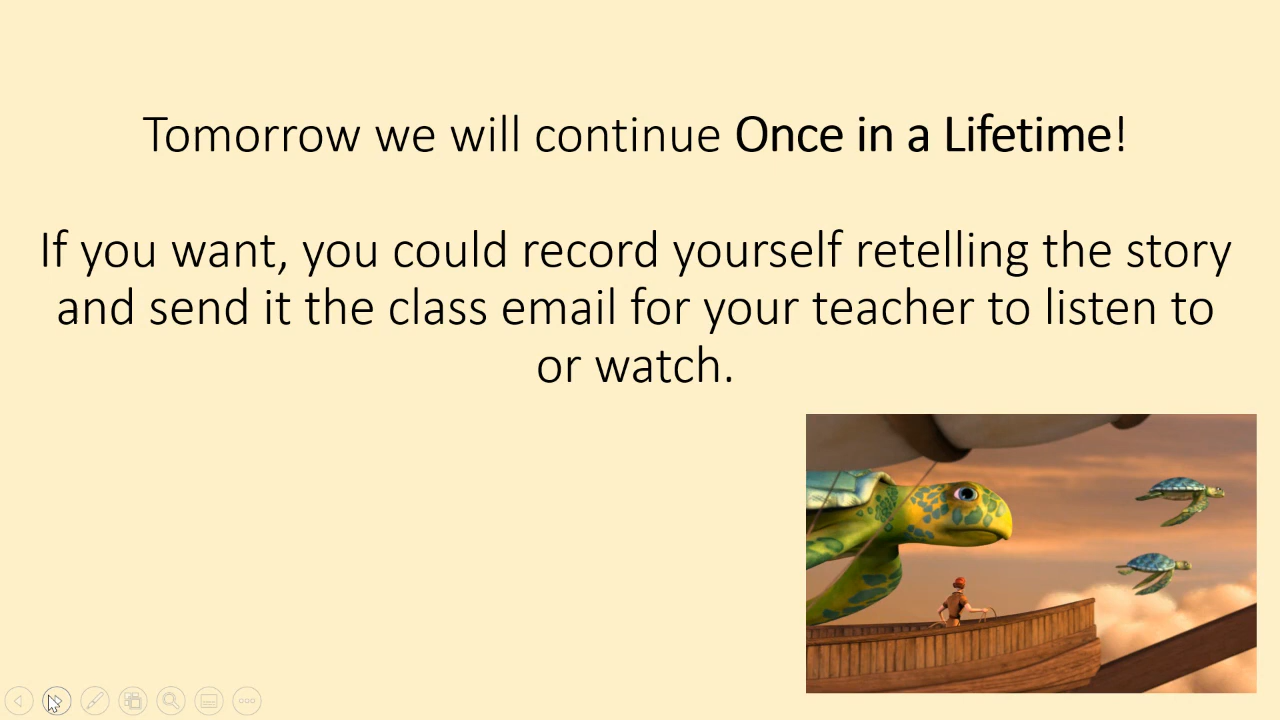 Tomorrow we will continue Once in a Lifetime!
If you want, you could record yourself retelling the story
and send it the class email for your teacher to listen to
or watch.